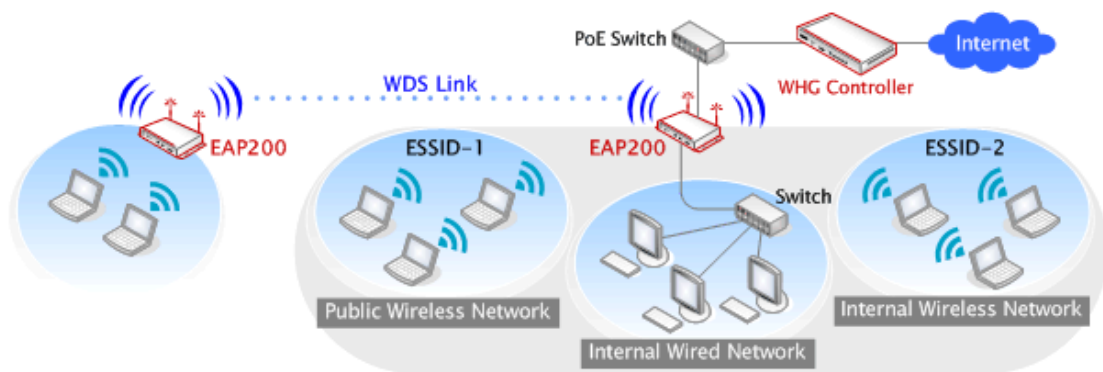 PoE Switch
Internet
WHG Controller
WDS Link
EAP200
EAP200
ESSID-1
ESSID-2
Switch
Public Wireless Network
Internal Wireless Network
Internal Wired Network